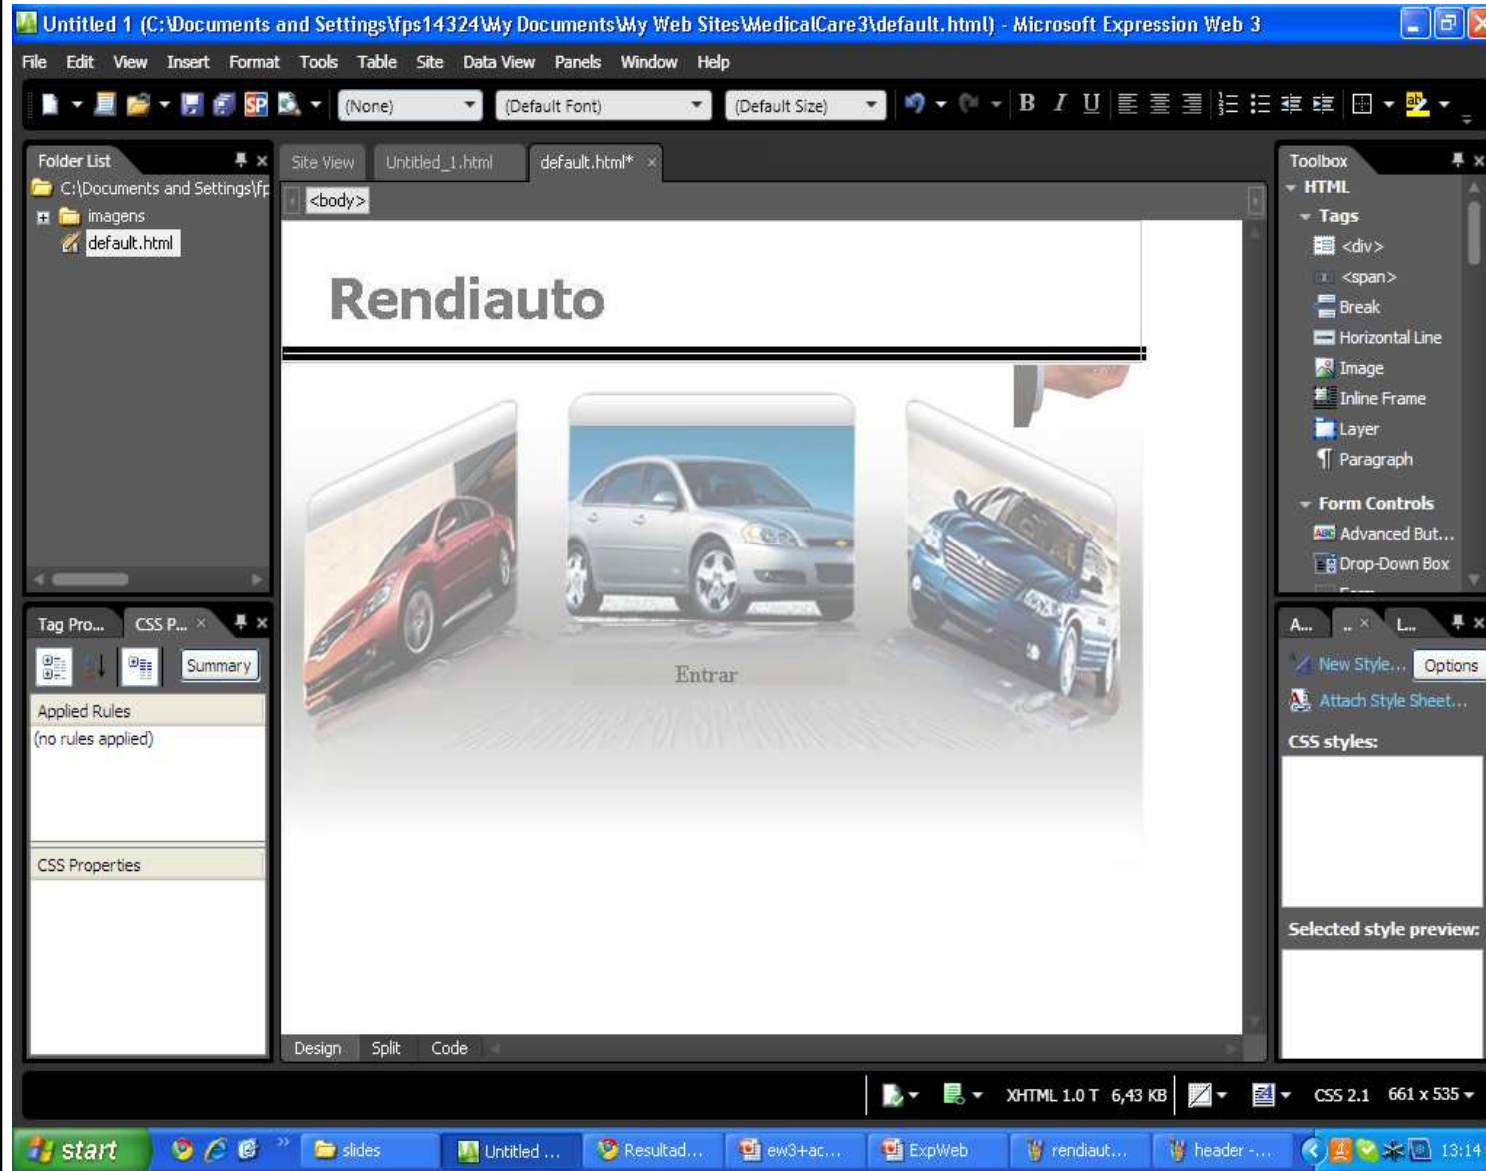 Untitled 1 (C:\Documents and Settings\fps14324\My Documents\My Web Sites\MedicalCare3\default.html) - Microsoft Expression Web 3
File Edit View Insert Format Tools Table Site Data View Panels Window Help
(None) (Default Font) (Default Size) B I U ab
Folder List
C:\Documents and Settings\fp
imagens
default.html
Site View Untitled_1.html default.html*
<body>
Rendiauto
Entrar
Design Split Code
Tag Pro... CSS P...
Summary
Applied Rules
(no rules applied)
CSS Properties
Toolbox
HTML
Tags
<div>
<span>
Break
Horizontal Line
Image
Inline Frame
Layer
Paragraph
Form Controls
Advanced But...
Drop-Down Box
A... .. L...
New Style... Options
Attach Style Sheet...
CSS styles:
Selected style preview:
XHTML 1.0 T 6,43 KB CSS 2.1 661 x 535
start slides Untitled ... Resultad... ew3+ac... ExpWeb rendiaut... header -... 13:14